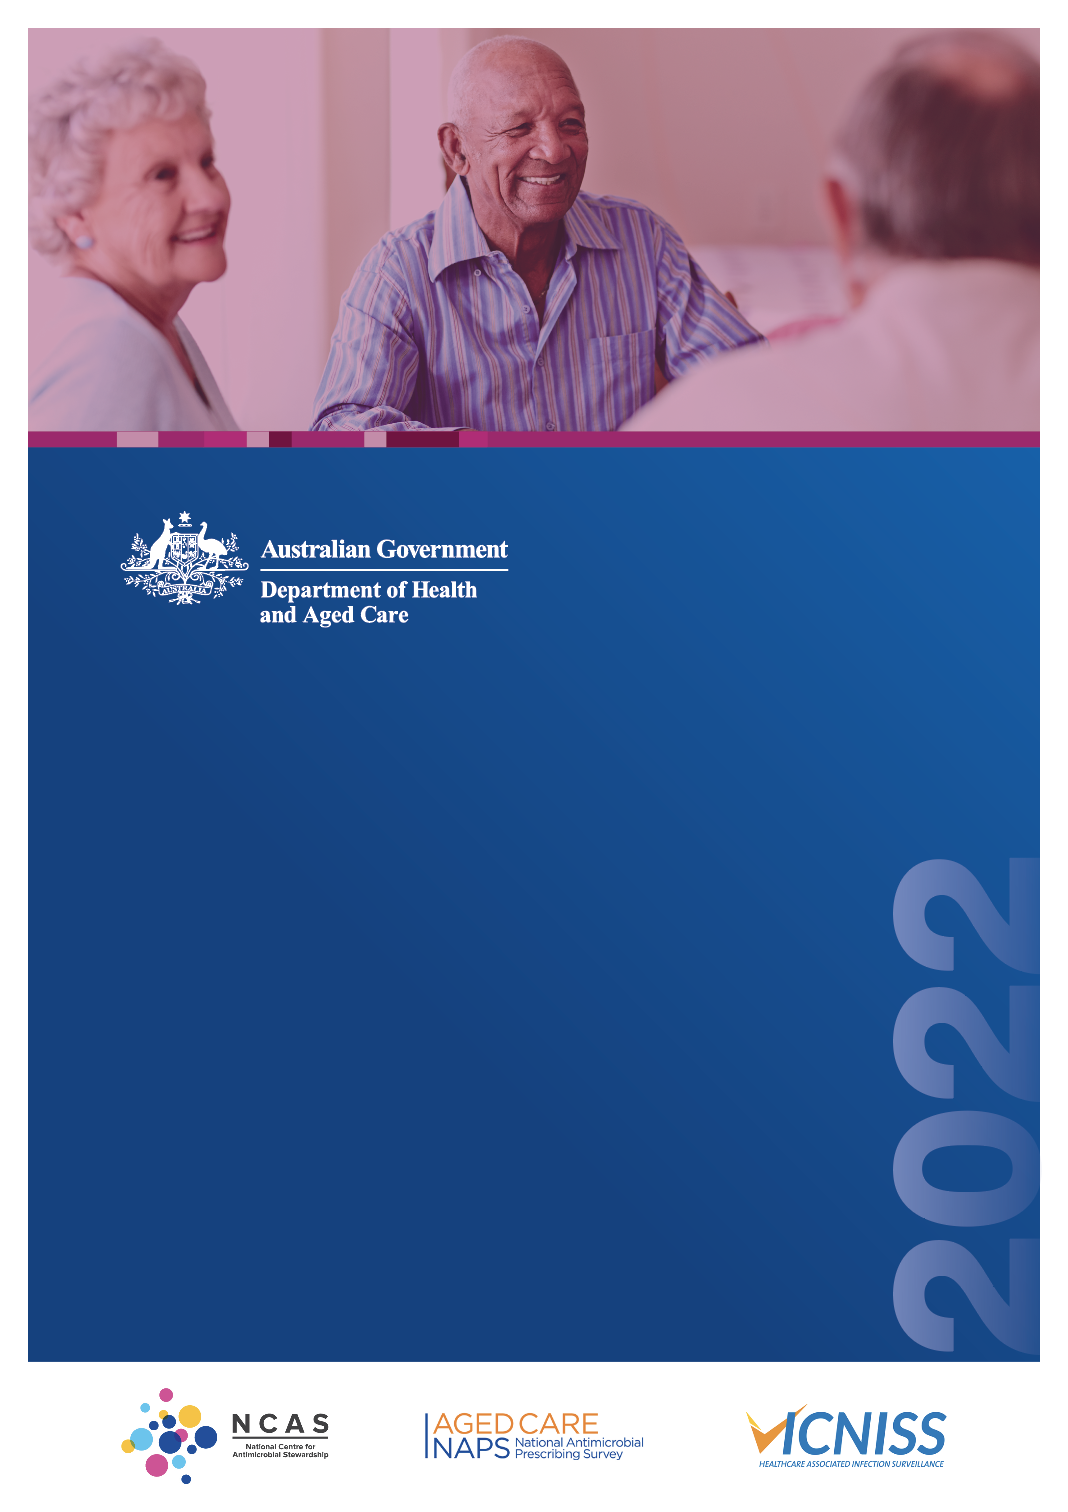 AUSTRALIA
Australian Government
Department of Health
and Aged Care
2022
NCAS
National Centre for
Antimicrobial Stewardship
AGED CARE
NAPS National Antimicrobial
Prescribing Survey
VICNISS
HEALTHCARE ASSOCIATED INFECTION SURVEILLANCE